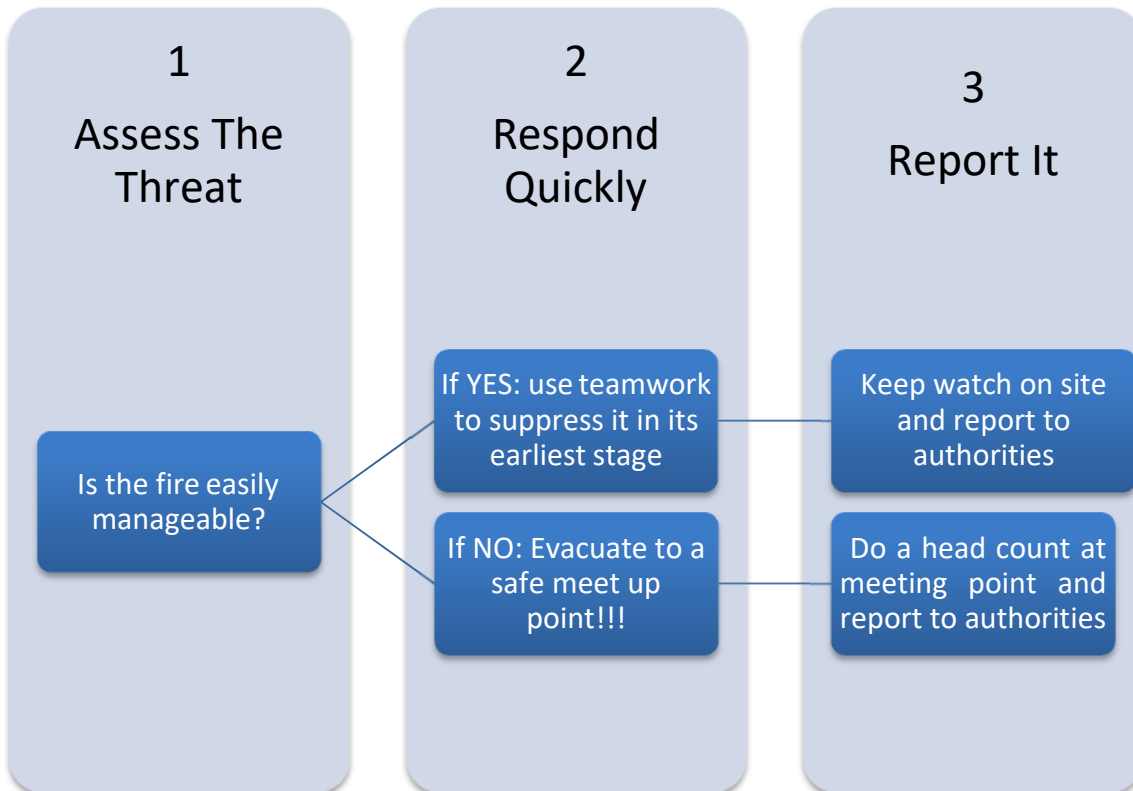 1
Assess The
Threat
Is the fire easily
manageable?
2
Respond
Quickly
If YES: use teamwork
to suppress it in its
earliest stage
If NO: Evacuate to a
safe meet up
point!!!
3
Report It
Keep watch on site
and report to
authorities
Do a head count at
meeting point and
report to authorities